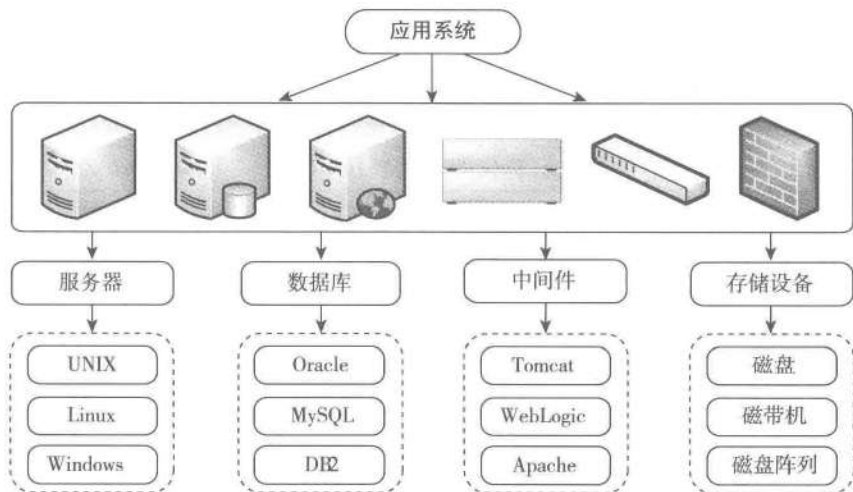 应用系统
服务器
数据库
中间件
存储设备
UNIX
Oracle
Tomcat
磁盘
Linux
MySQL
WebLogic
磁带机
Windows
DB2
Apache
磁盘阵列